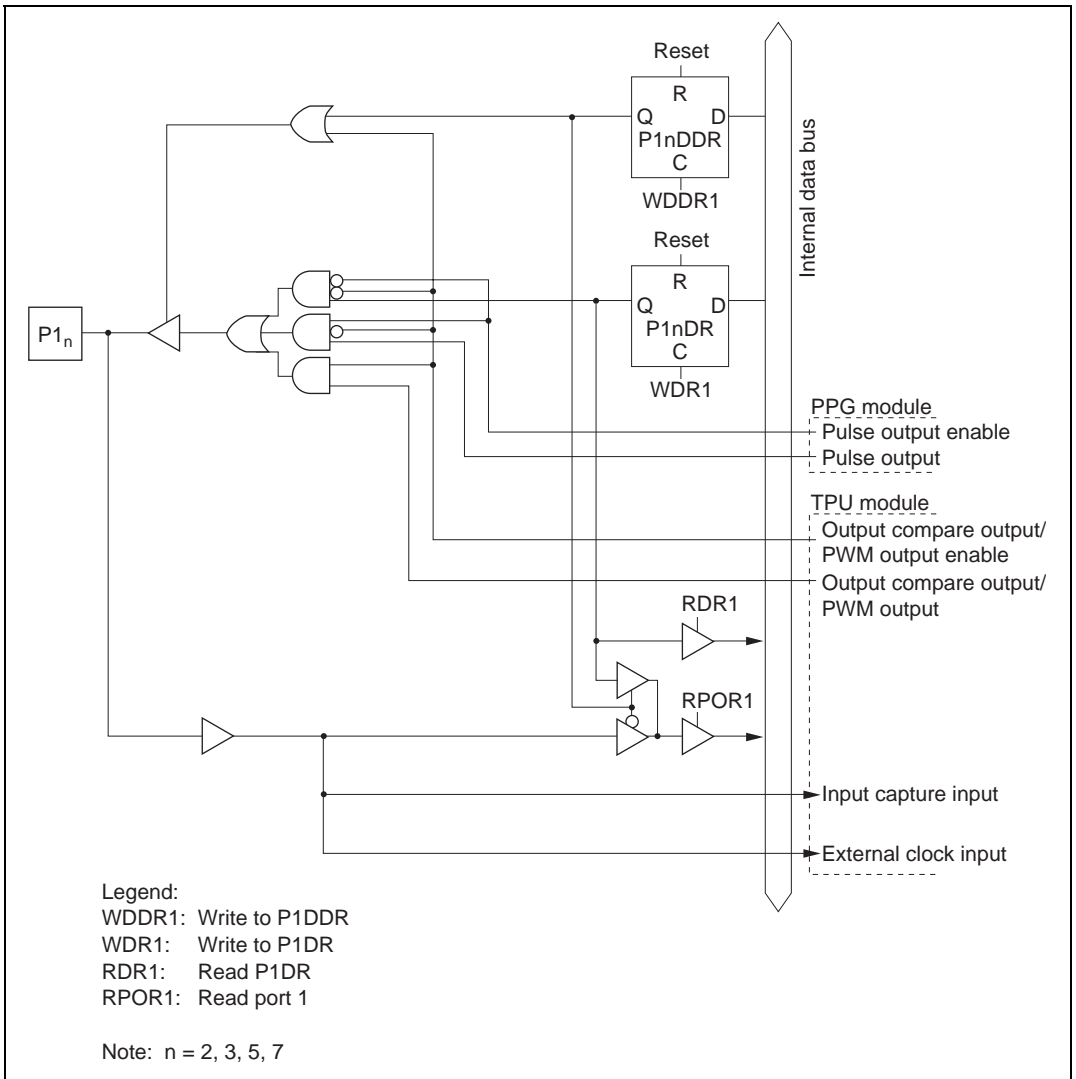 Reset
R
Q D
P1nDDR
C
WDDR1
Internal data bus
Reset
R
Q D
P1nDR
C
WDR1
P1n
PPG module
Pulse output enable
Pulse output
TPU module
Output compare output/
PWM output enable
Output compare output/
PWM output
RDR1
RPOR1
Input capture input
External clock input
Legend:
WDDR1: Write to P1DDR
WDR1: Write to P1DR
RDR1: Read P1DR
RPOR1: Read port 1
Note: n = 2, 3, 5, 7